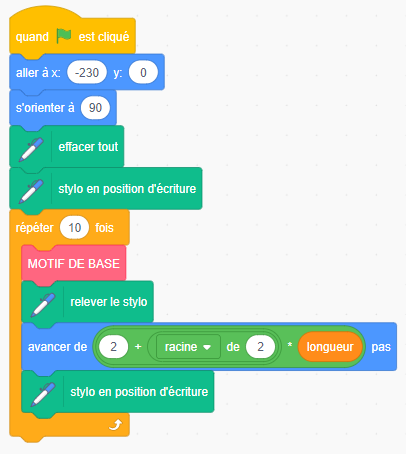 quand est cliqué
aller à x: -230 y: 0
s'orienter à 90
effacer tout
stylo en position d'écriture
répéter 10 fois
MOTIF DE BASE
relever le stylo
avancer de 2 + racine de 2 * longueur pas
stylo en position d'écriture